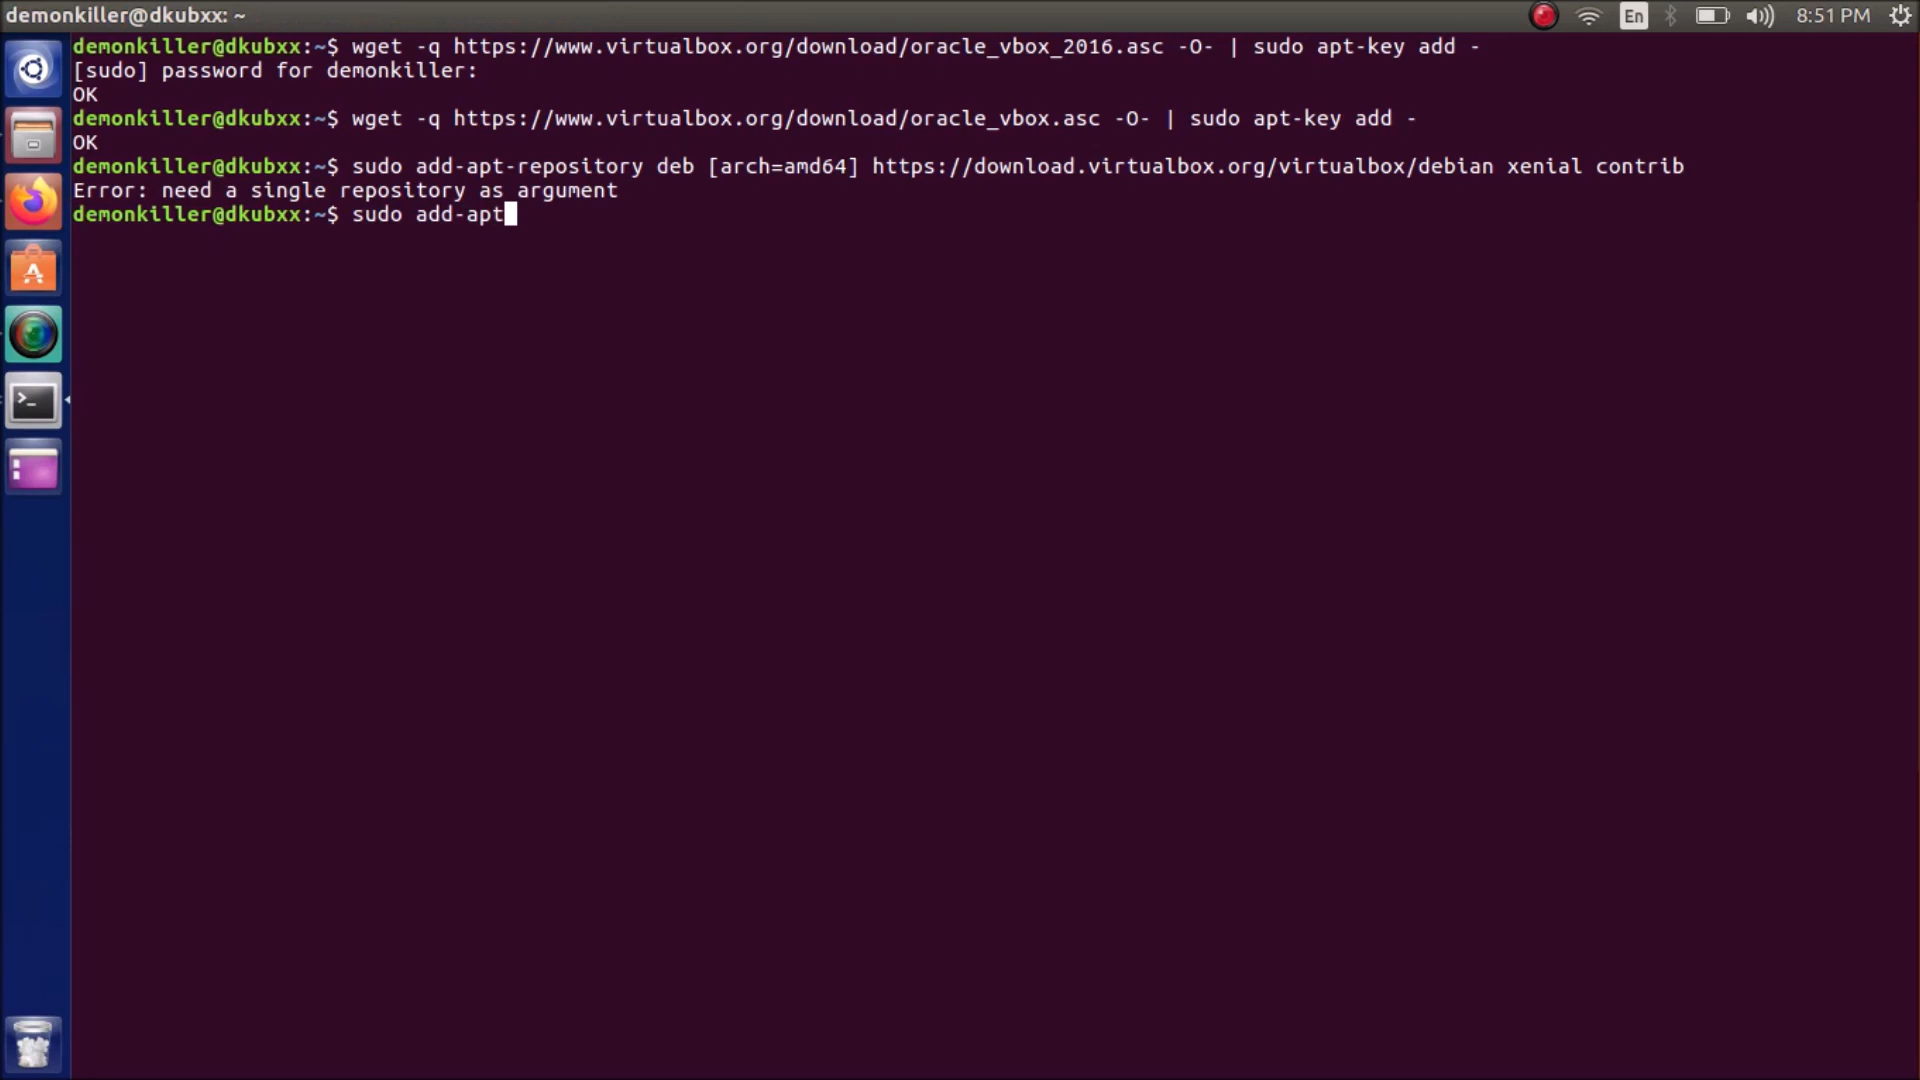 demonkiller@dkubxx: ~
En
8:51 PM
demonkiller@dkubxx:~$ wget -q https://www.virtualbox.org/download/oracle_vbox_2016.asc -O- | sudo apt-key add -
[sudo] password for demonkiller:
OK
demonkiller@dkubxx:~$ wget -q https://www.virtualbox.org/download/oracle_vbox.asc -O- | sudo apt-key add -
OK
demonkiller@dkubxx:~$ sudo add-apt-repository deb [arch=amd64] https://download.virtualbox.org/virtualbox/debian xenial contrib
Error: need a single repository as argument
demonkiller@dkubxx:~$ sudo add-apt